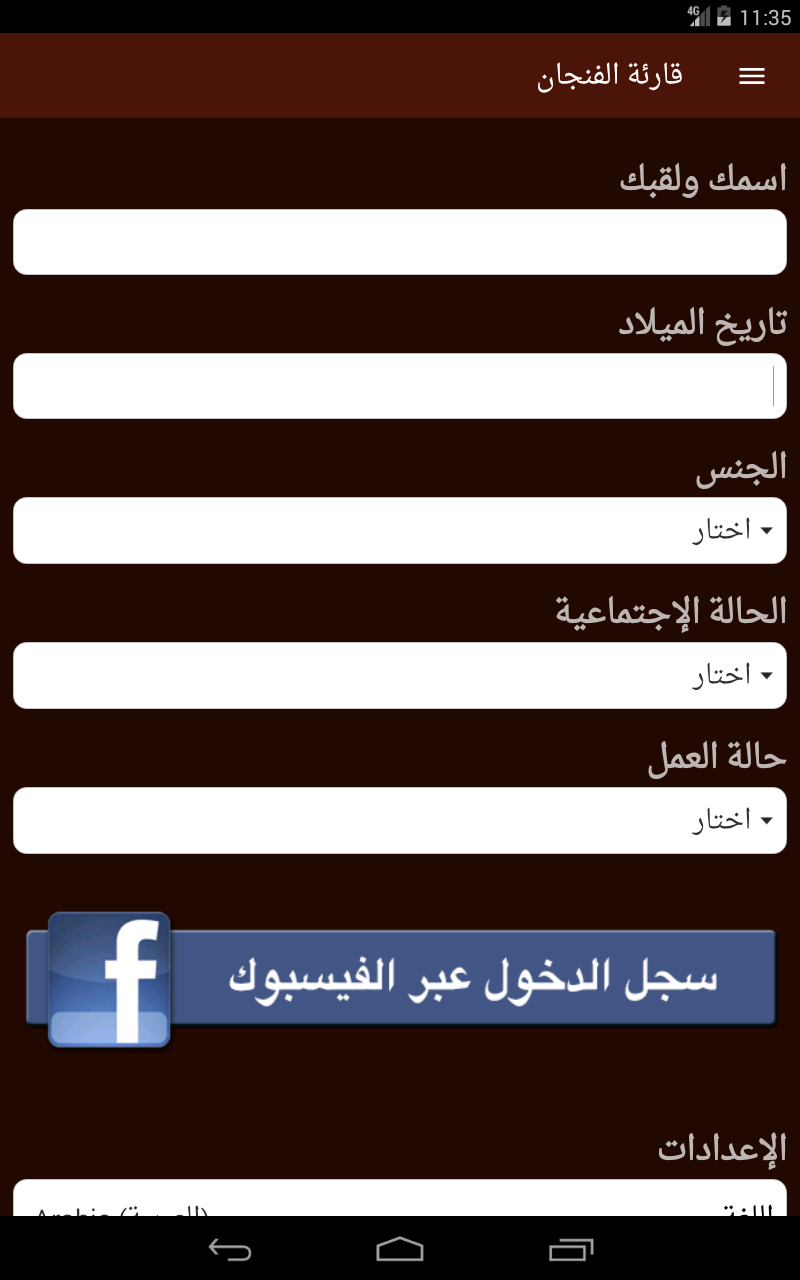 4G 11:35
قارئة الفنجان
اسمك ولقبك
تاريخ الميلاد
الجنس
اختار
الحالة الإجتماعية
اختار
حالة العمل
اختار
سجل الدخول عبر الفيسبوك
الإعدادات
اللغة Arabic (العربية)